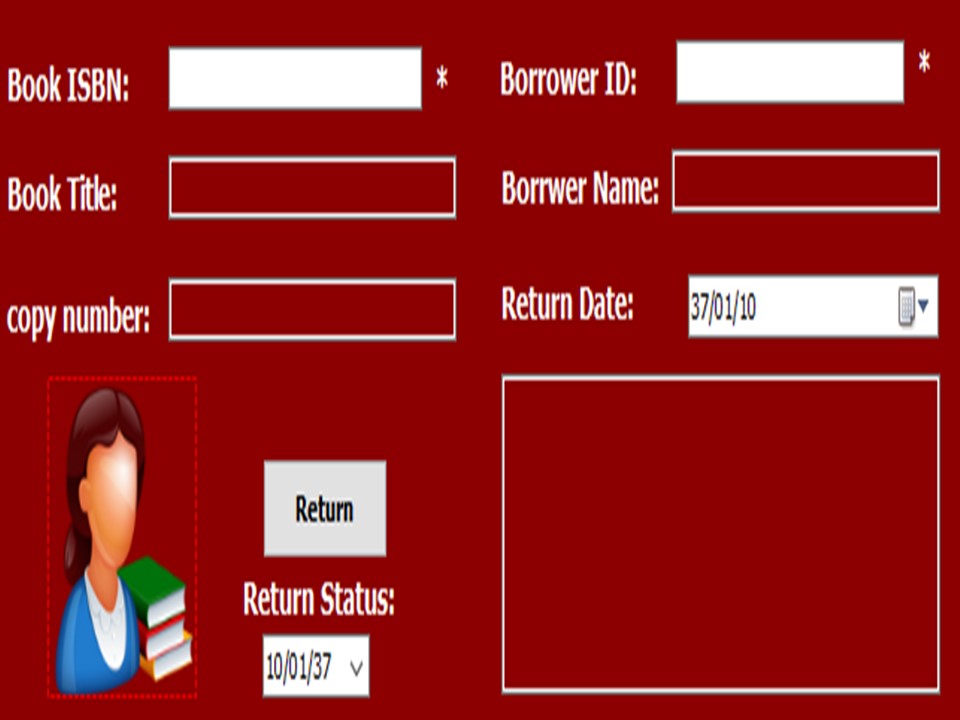 Book ISBN: *
Borrower ID: *
Book Title:
Borrwer Name:
copy number:
Return Date: 37/01/10
Return
Return Status:
10/01/37